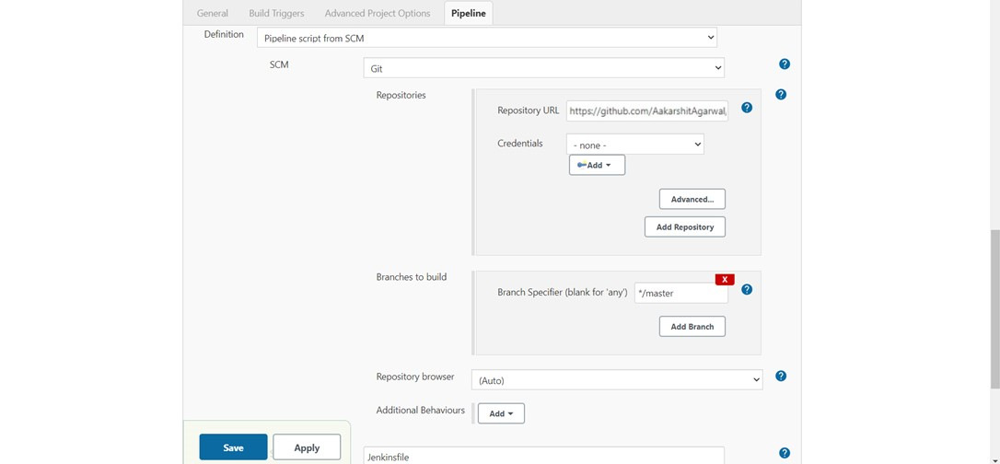 General Build Triggers Advanced Project Options Pipeline
Definition Pipeline script from SCM
SCM Git ?
Repositories ?
Repository URL https://github.com/AakarshitAgarwal, ?
Credentials - none -
Add
Advanced...
Add Repository
Branches to build X
Branch Specifier (blank for 'any') */master ?
Add Branch
Repository browser (Auto) ?
Additional Behaviours Add
Save Apply
Jenkinsfile ?